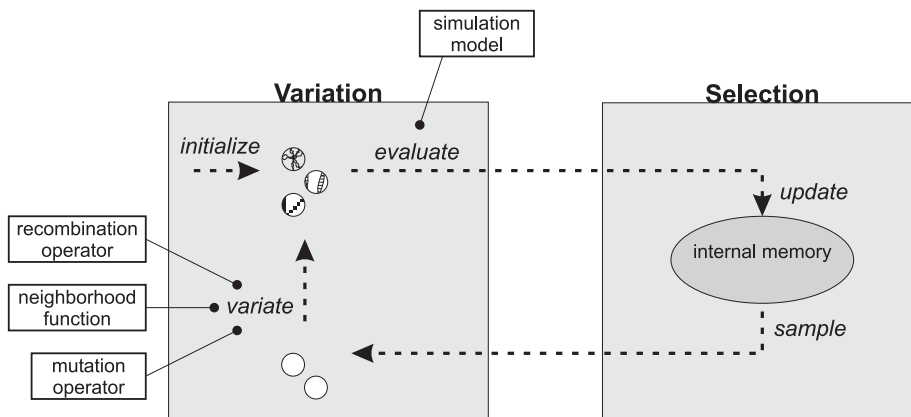 simulation
model
Variation
Selection
initialize
evaluate
update
recombination
operator
internal memory
neighborhood
function
variate
sample
mutation
operator